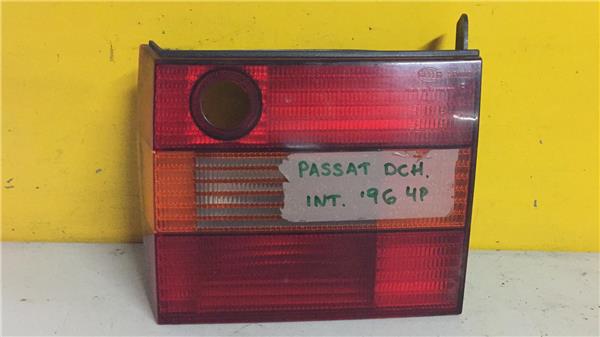 PASSAT DCH.
INT. '96 4P